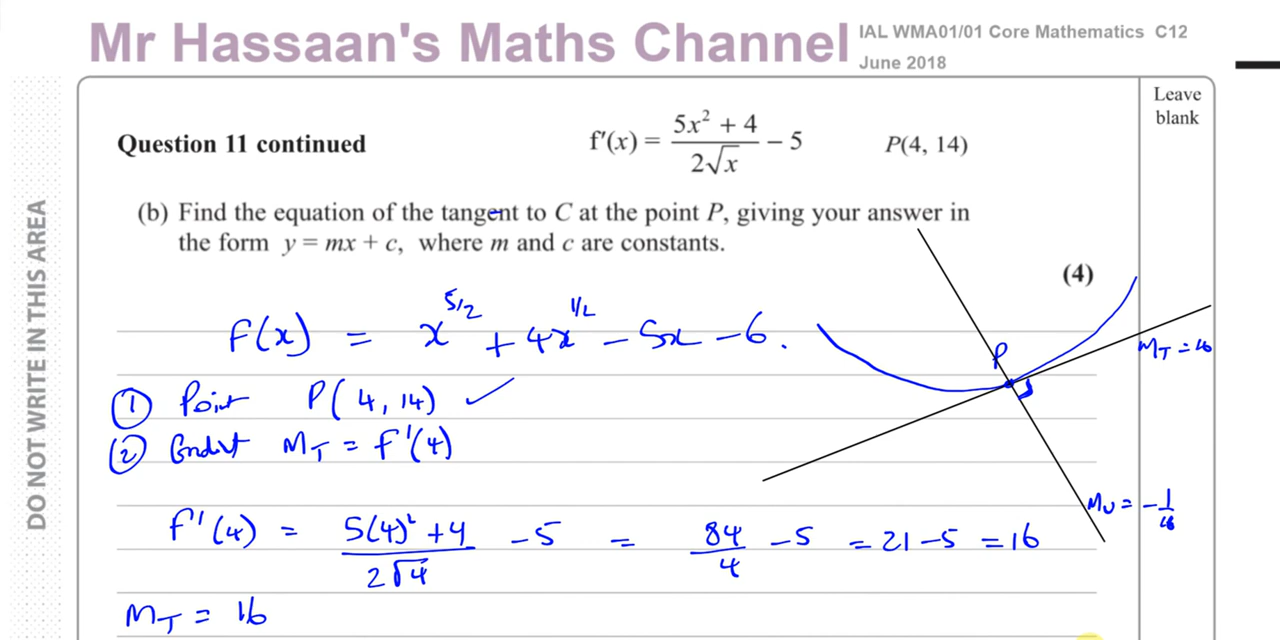 Mr Hassaan's Maths Channel
IAL WMA01/01 Core Mathematics C12
June 2018
Leave
blank
Question 11 continued
f'(x) = (5x² + 4)/(2√x) − 5
P(4, 14)
(b) Find the equation of the tangent to C at the point P, giving your answer in
the form y = mx + c, where m and c are constants.
(4)
f(x) = x^5/2 + 4x^1/2 − 5x − 6.
P
M_T = 16
① Point P(4, 14) ✓
② Gradient M_T = f'(4)
M_N = −1/16
f'(4) = (5(4)² + 4)/(2√4) − 5 = 84/4 − 5 = 21 − 5 = 16
M_T = 16
DO NOT WRITE IN THIS AREA